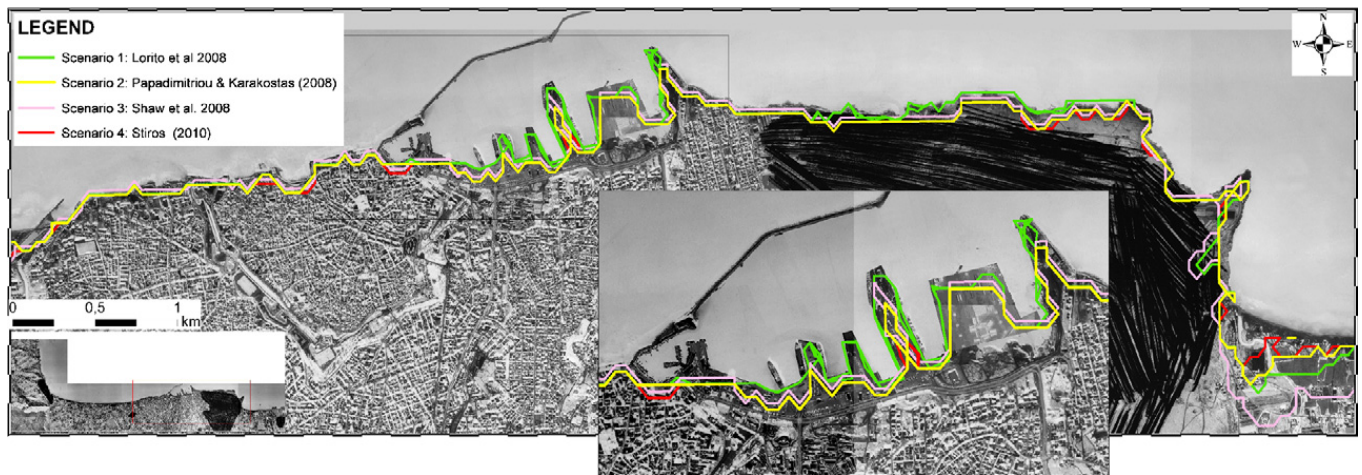 LEGEND
Scenario 1: Lorito et al 2008
Scenario 2: Papadimitriou & Karakostas (2008)
Scenario 3: Shaw et al. 2008
Scenario 4: Stiros (2010)
N
W E
S
0 0,5 1
km